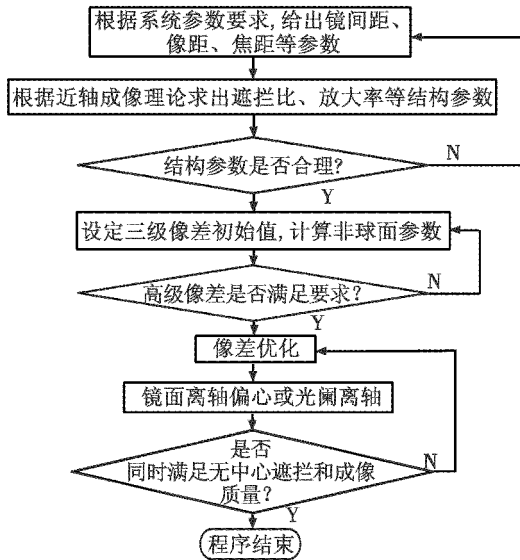 根据系统参数要求,给出镜间距、
像距、焦距等参数
根据近轴成像理论求出遮拦比、放大率等结构参数
结构参数是否合理?
N
Y
设定三级像差初始值,计算非球面参数
高级像差是否满足要求?
N
Y
像差优化
镜面离轴偏心或光阑离轴
是否
同时满足无中心遮拦和成像
质量?
N
Y
程序结束